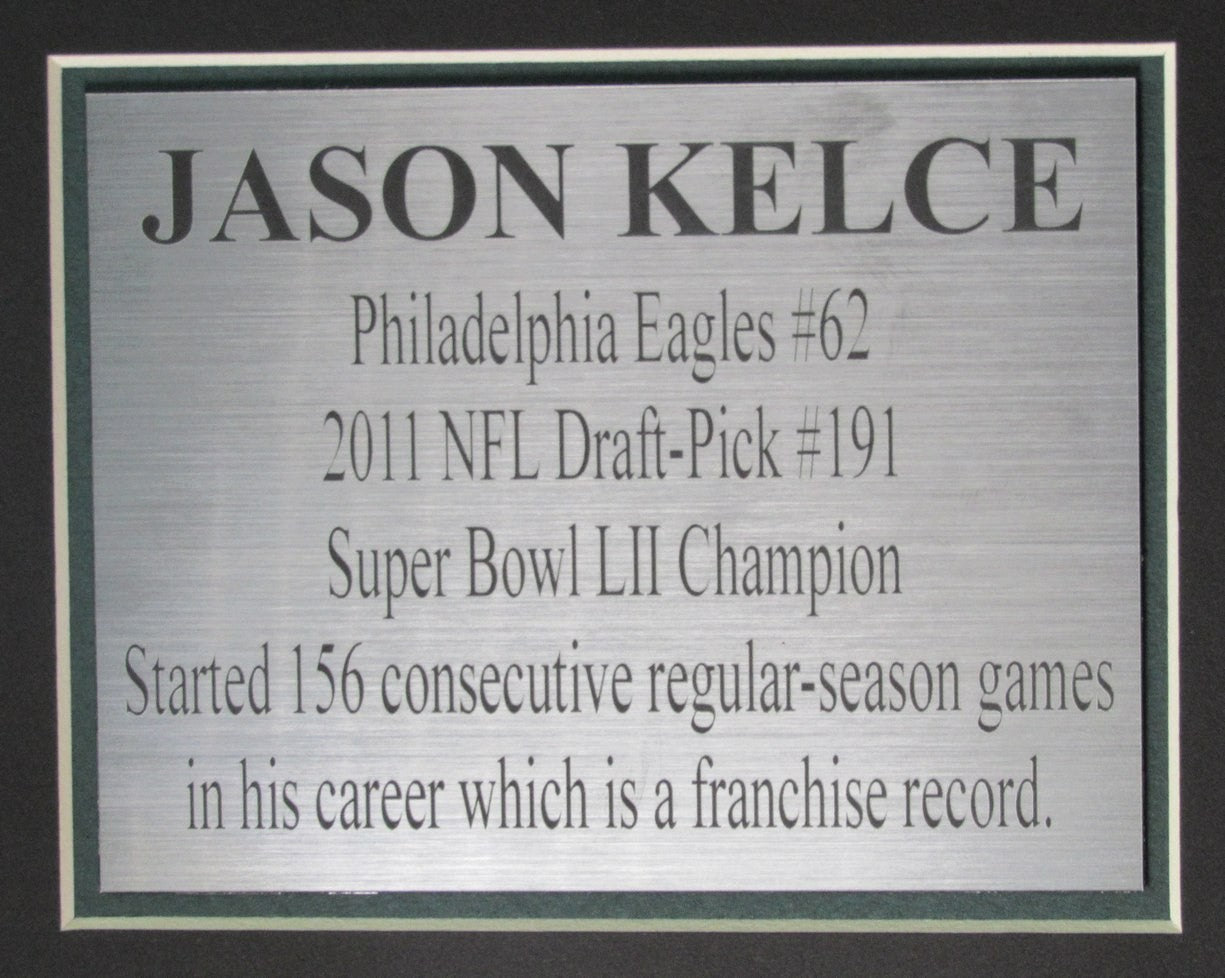 JASON KELCE
Philadelphia Eagles #62
2011 NFL Draft-Pick #191
Super Bowl LII Champion
Started 156 consecutive regular-season games
in his career which is a franchise record.